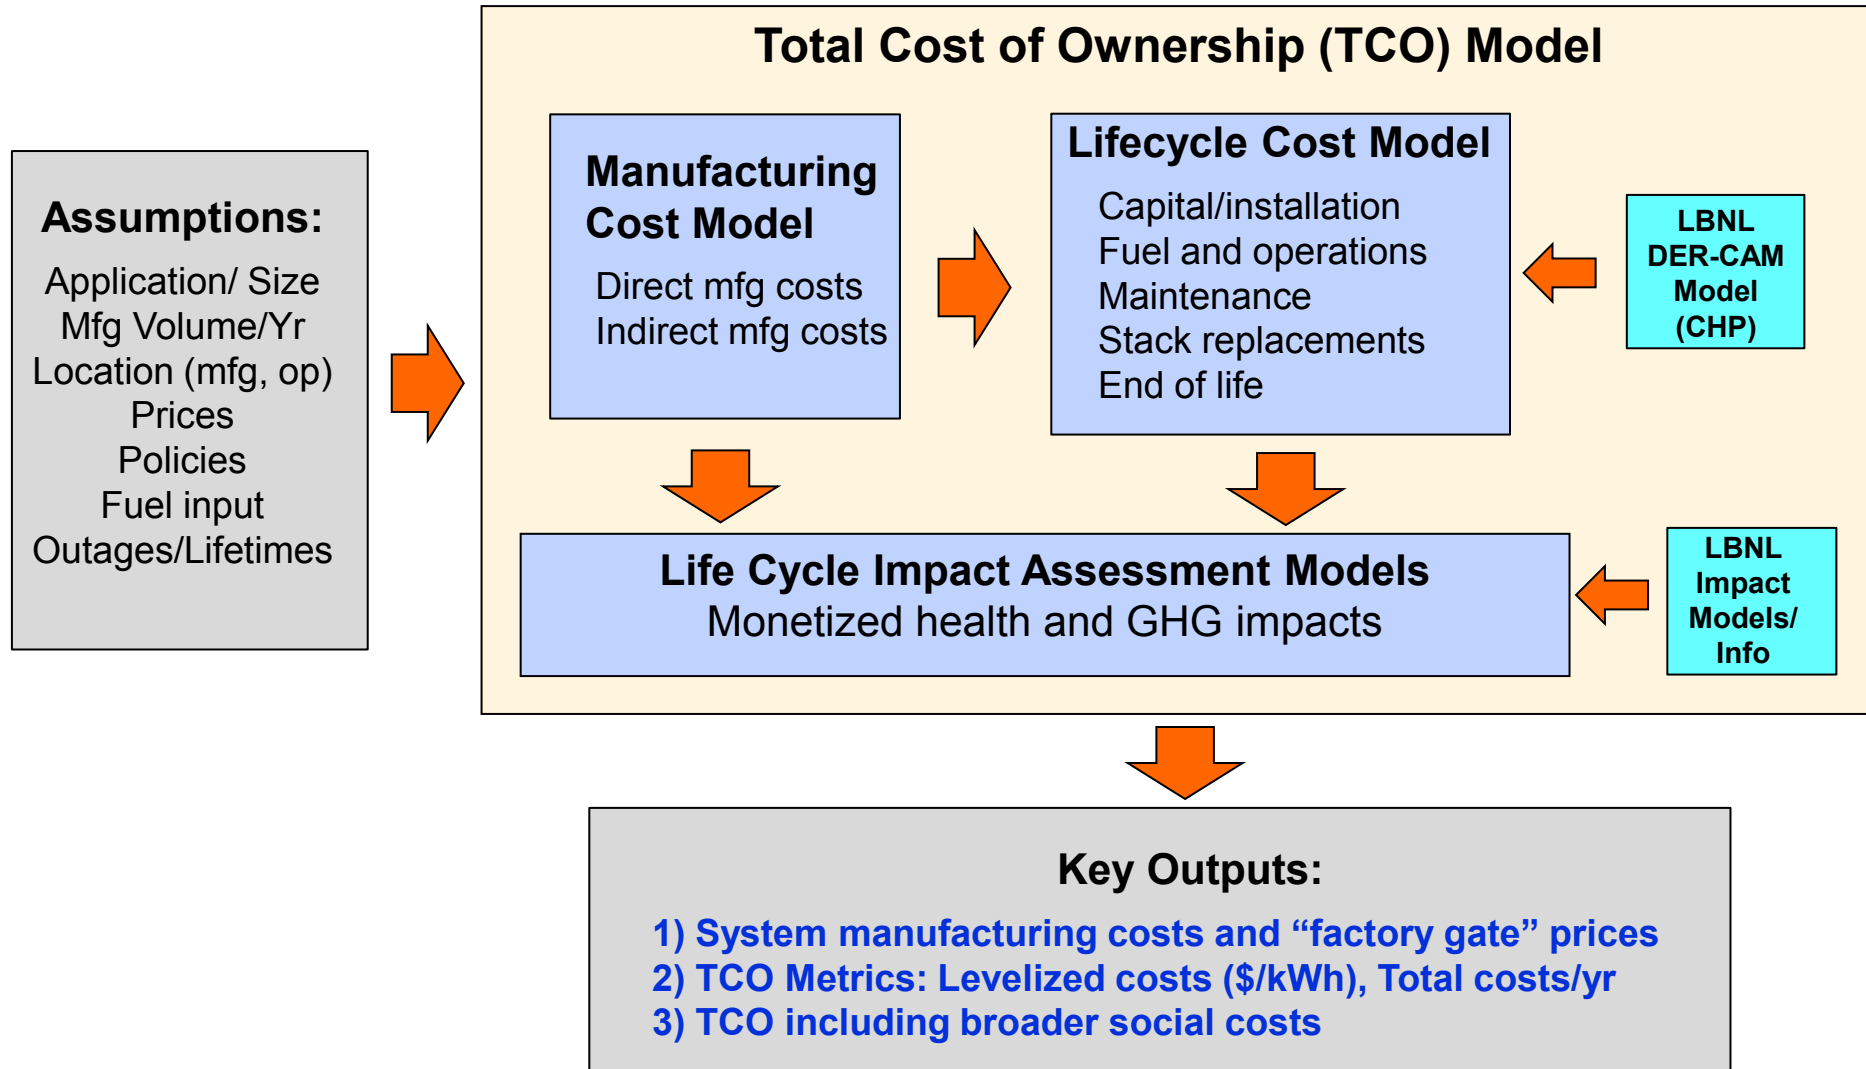 Total Cost of Ownership (TCO) Model
Assumptions:
Application/ Size
Mfg Volume/Yr
Location (mfg, op)
Prices
Policies
Fuel input
Outages/Lifetimes
Manufacturing
Cost Model
Direct mfg costs
Indirect mfg costs
Lifecycle Cost Model
Capital/installation
Fuel and operations
Maintenance
Stack replacements
End of life
LBNL
DER-CAM
Model
(CHP)
Life Cycle Impact Assessment Models
Monetized health and GHG impacts
LBNL
Impact
Models/
Info
Key Outputs:
1) System manufacturing costs and “factory gate” prices
2) TCO Metrics: Levelized costs ($/kWh), Total costs/yr
3) TCO including broader social costs